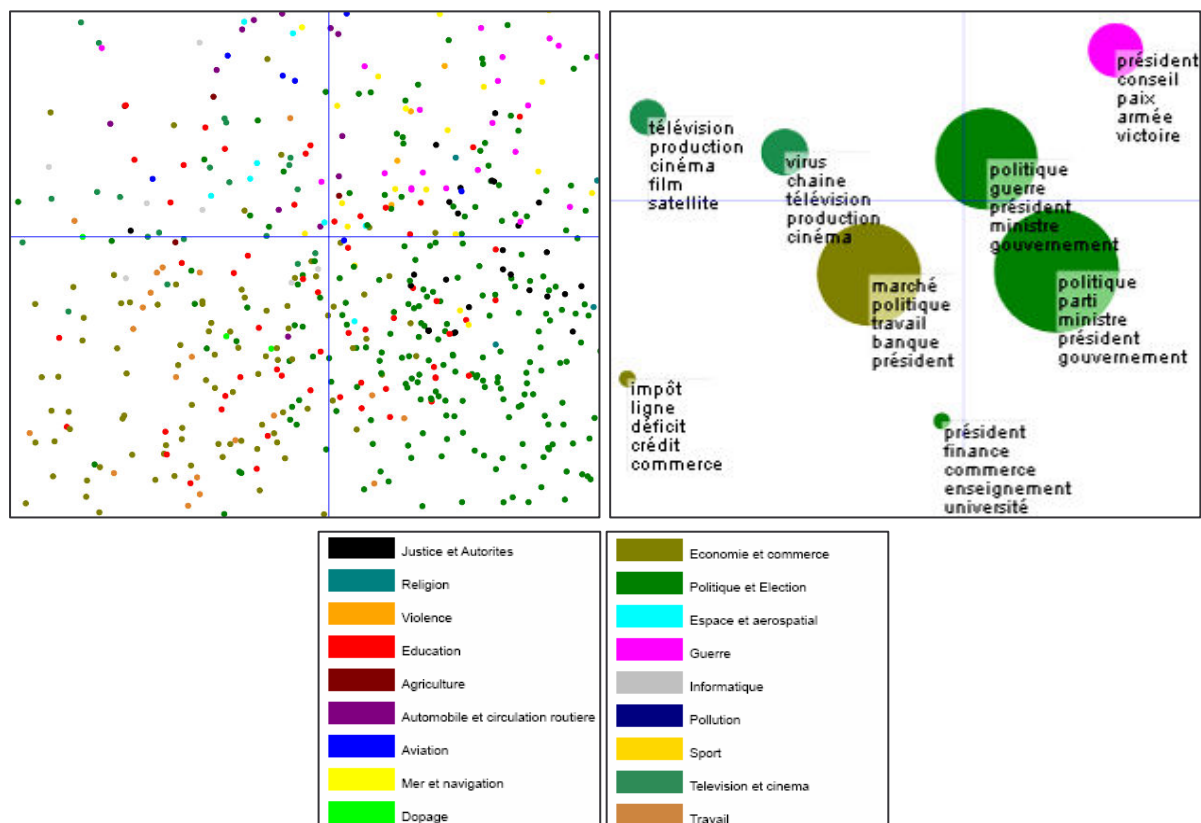 président
conseil
paix
armée
victoire
télévision
production
cinéma
film
satellite
virus
chaine
télévision
production
cinéma
politique
guerre
président
ministre
gouvernement
marché
politique
travail
banque
président
politique
parti
ministre
président
gouvernement
impôt
ligne
déficit
crédit
commerce
président
finance
commerce
enseignement
université
Justice et Autorites
Religion
Violence
Education
Agriculture
Automobile et circulation routiere
Aviation
Mer et navigation
Dopage
Economie et commerce
Politique et Election
Espace et aerospatial
Guerre
Informatique
Pollution
Sport
Television et cinema
Travail